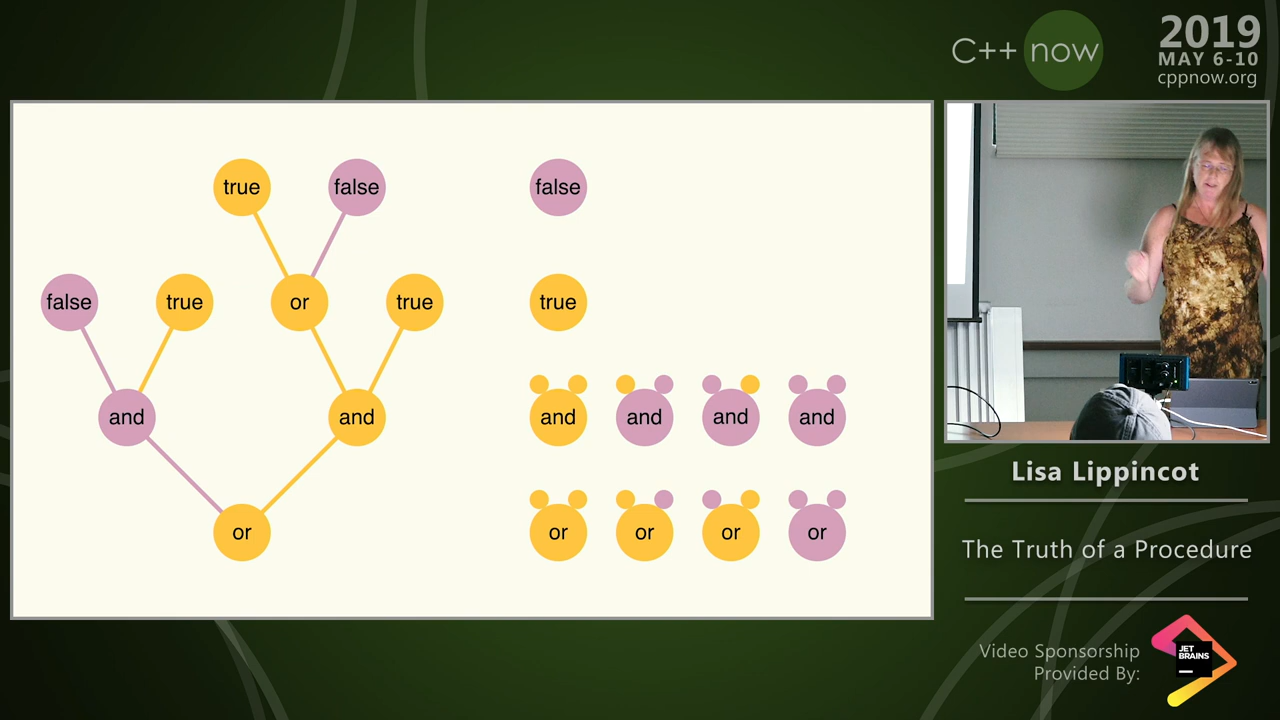 C++ now
2019
MAY 6-10
cppnow.org
true false false
false true or true true
and and and and and and
or or or or or
Lisa Lippincot
The Truth of a Procedure
Video Sponsorship
Provided By:
JET
BRAINS